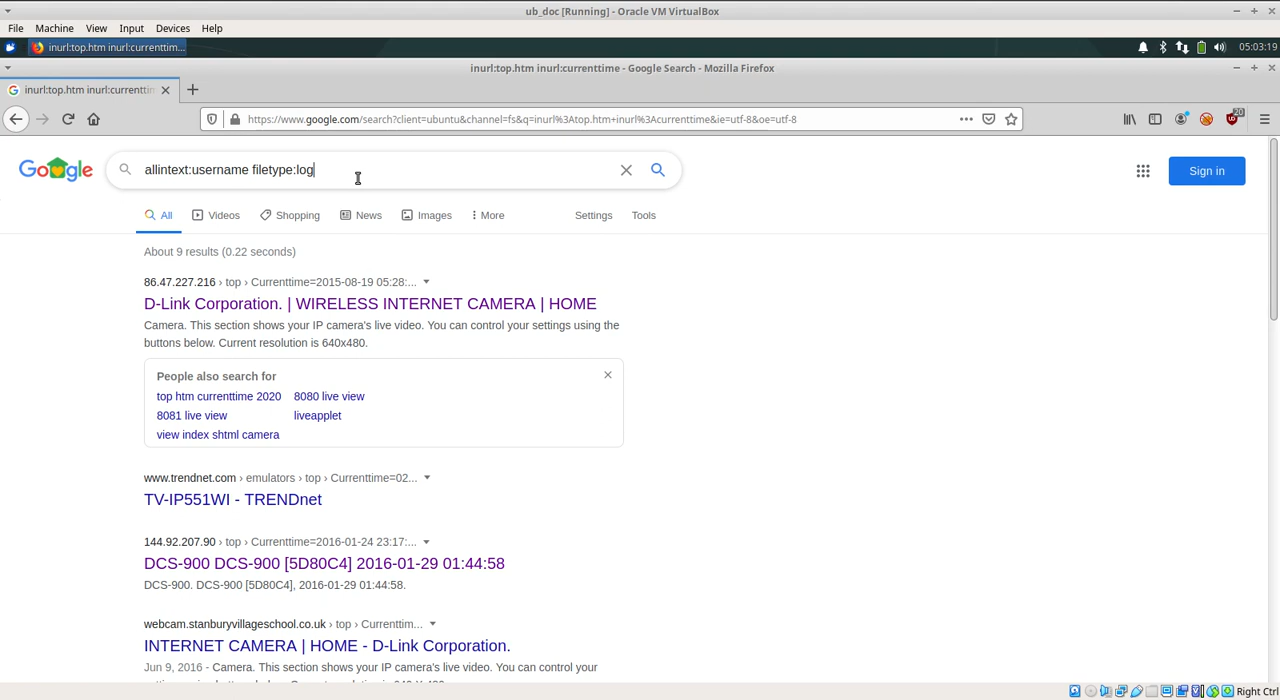 ub_doc [Running] - Oracle VM VirtualBox
File Machine View Input Devices Help
inurl:top.htm inurl:currenttim... 05:03:19
inurl:top.htm inurl:currenttime - Google Search - Mozilla Firefox
inurl:top.htm inurl:currenttim
https://www.google.com/search?client=ubuntu&channel=fs&q=inurl%3Atop.htm+inurl%3Acurrenttime&ie=utf-8&oe=utf-8 20
Google allintext:username filetype:log Sign in
All Videos Shopping News Images More Settings Tools
About 9 results (0.22 seconds)
86.47.227.216 › top › Currenttime=2015-08-19 05:28:...
D-Link Corporation. | WIRELESS INTERNET CAMERA | HOME
Camera. This section shows your IP camera's live video. You can control your settings using the
buttons below. Current resolution is 640x480.
People also search for
top htm currenttime 2020 8080 live view
8081 live view liveapplet
view index shtml camera
www.trendnet.com › emulators › top › Currenttime=02...
TV-IP551WI - TRENDnet
144.92.207.90 › top › Currenttime=2016-01-24 23:17:...
DCS-900 DCS-900 [5D80C4] 2016-01-29 01:44:58
DCS-900. DCS-900 [5D80C4], 2016-01-29 01:44:58.
webcam.stanburyvillageschool.co.uk › top › Currenttim...
INTERNET CAMERA | HOME - D-Link Corporation.
Jun 9, 2016 - Camera. This section shows your IP camera's live video. You can control your
Right Ctrl